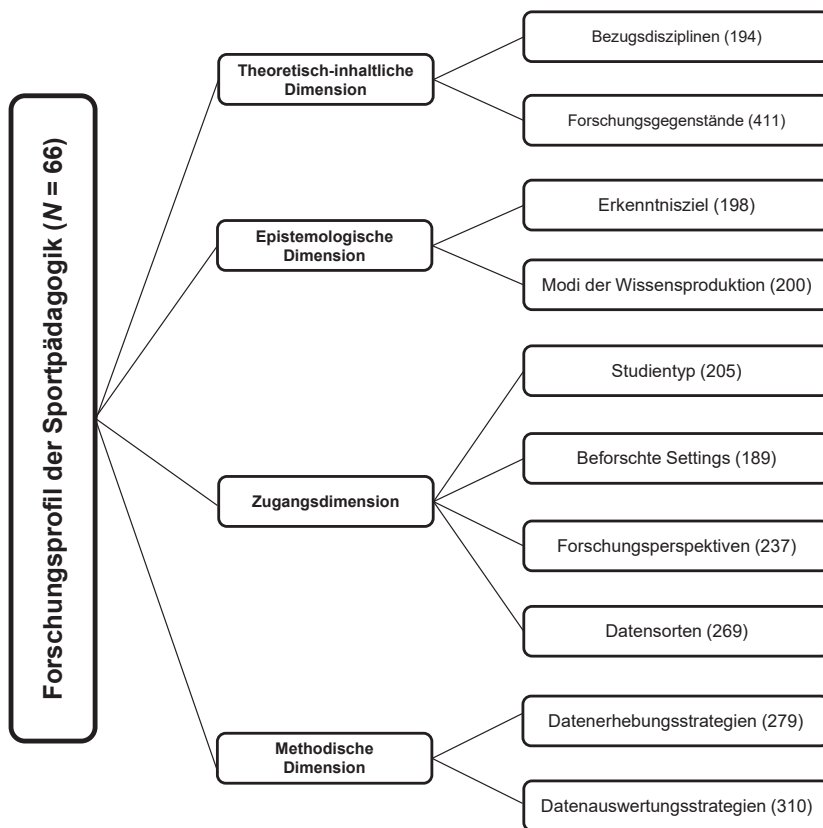 Forschungsprofil der Sportpädagogik (N = 66)
Theoretisch-inhaltliche
Dimension
Bezugsdisziplinen (194)
Forschungsgegenstände (411)
Epistemologische
Dimension
Erkenntnisziel (198)
Modi der Wissensproduktion (200)
Zugangsdimension
Studientyp (205)
Beforschte Settings (189)
Forschungsperspektiven (237)
Datensorten (269)
Methodische
Dimension
Datenerhebungsstrategien (279)
Datenauswertungsstrategien (310)